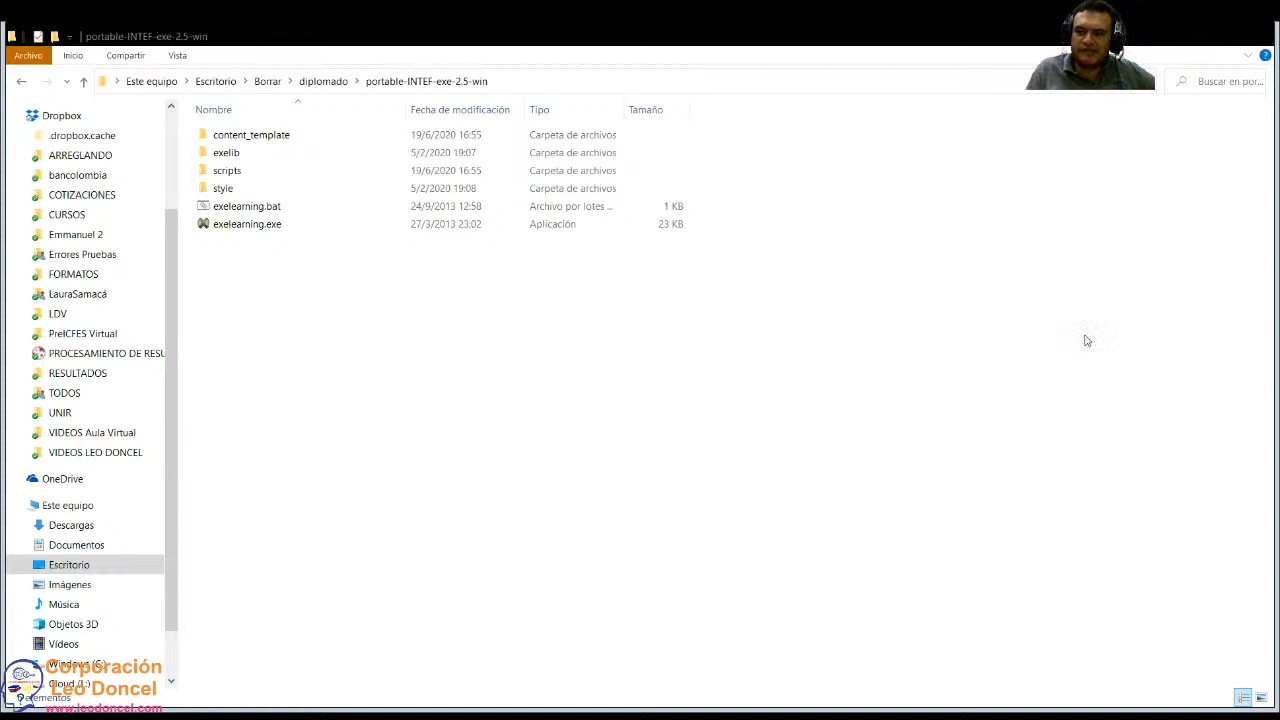 portable-INTEF-exe-2.5-win
Archivo Inicio Compartir Vista
Este equipo Escritorio Borrar diplomado portable-INTEF-exe-2.5-win
Buscar en por...
Nombre Fecha de modificación Tipo Tamaño
content_template 19/6/2020 16:55 Carpeta de archivos
exelib 5/2/2020 19:07 Carpeta de archivos
scripts 19/6/2020 16:55 Carpeta de archivos
style 5/2/2020 19:08 Carpeta de archivos
exelearning.bat 24/9/2013 12:58 Archivo por lotes ... 1 KB
exelearning.exe 27/3/2013 23:02 Aplicación 23 KB
Dropbox
.dropbox.cache
ARREGLANDO
bancolombia
COTIZACIONES
CURSOS
Emmanuel 2
Errores Pruebas
FORMATOS
LauraSamacá
LDV
PreICFES Virtual
PROCESAMIENTO DE RESU
RESULTADOS
TODOS
UNIR
VIDEOS Aula Virtual
VIDEOS LEO DONCEL
OneDrive
Este equipo
Descargas
Documentos
Escritorio
Imágenes
Música
Objetos 3D
Vídeos
Windows (C:)
Corporación
Cloud (L:)
Leo Doncel
elementos
www.leodoncel.com